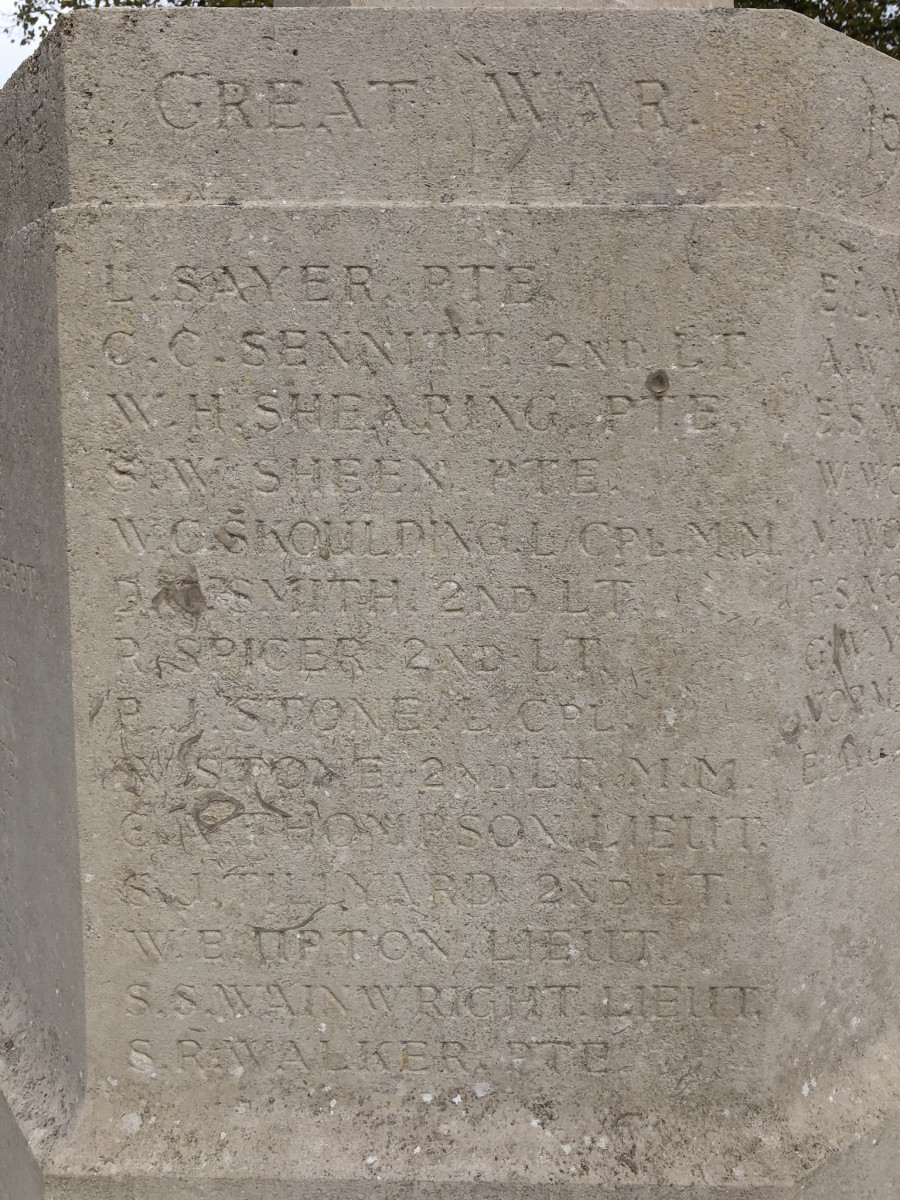 GREAT WAR.
L. SAYER. PTE
C. C. SENNITT. 2ND. LT
W. H. SHEARING. PTE.
S. W. SHEEN. PTE.
W. G. SKOULDING. L/CPL. M.M.
SMITH. 2ND LT.
R. SPICER. 2ND LT.
P. J. STONE. L/CPL.
W. STONE. 2ND LT. M.M.
THOMPSON. LIEUT.
S. J. TILLYARD. 2ND LT.
W. E. UPTON. LIEUT.
S. S. WAINWRIGHT. LIEUT.
S. R. WALKER. PTE.